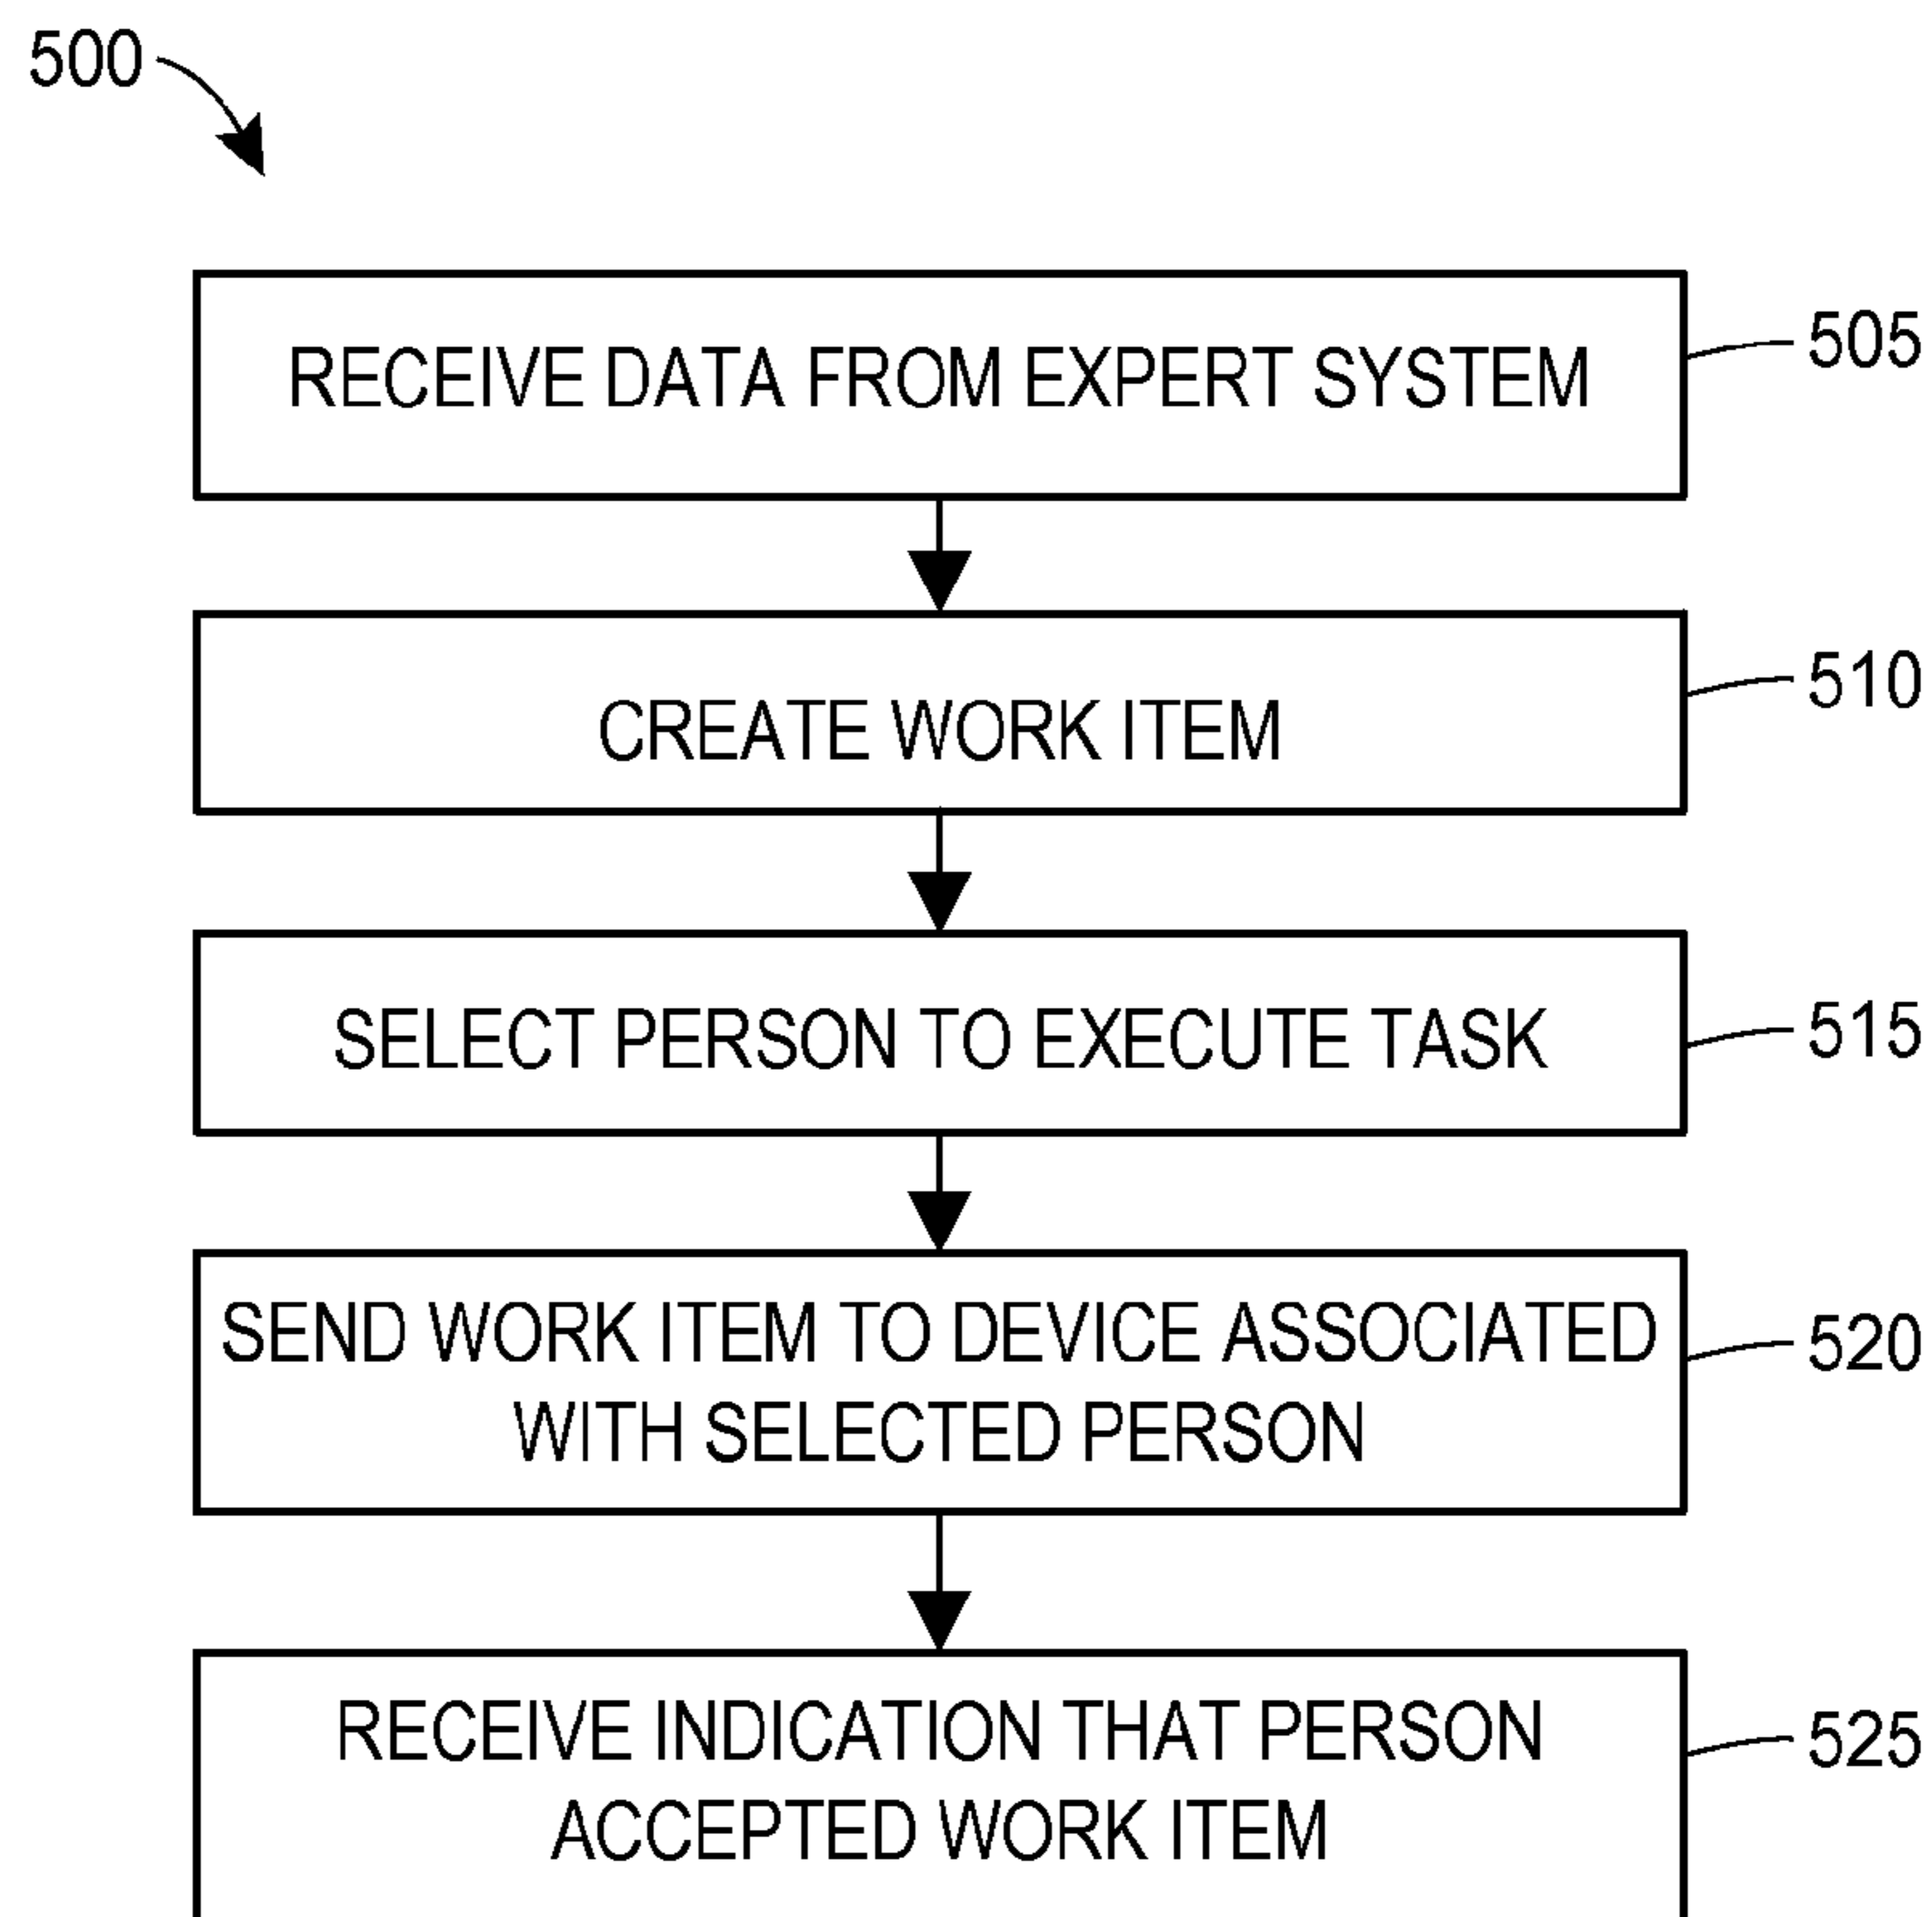 500
RECEIVE DATA FROM EXPERT SYSTEM
505
CREATE WORK ITEM
510
SELECT PERSON TO EXECUTE TASK
515
SEND WORK ITEM TO DEVICE ASSOCIATED
WITH SELECTED PERSON
520
RECEIVE INDICATION THAT PERSON
ACCEPTED WORK ITEM
525